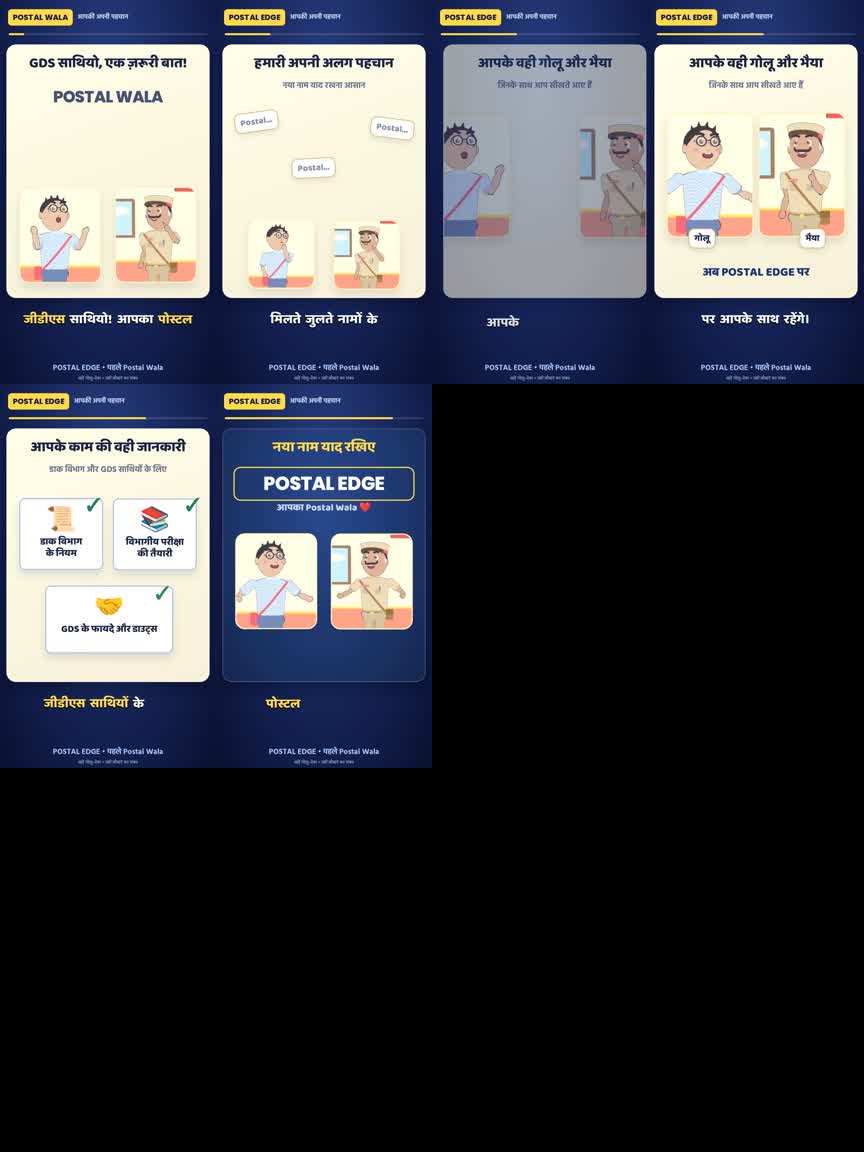 POSTAL WALA आपकी अपनी पहचान
GDS साथियो, एक ज़रूरी बात!
POSTAL WALA
जीडीएस साथियो! आपका पोस्टल
POSTAL EDGE • पहले Postal Wala
POSTAL EDGE आपकी अपनी पहचान
हमारी अपनी अलग पहचान
नया नाम याद रखना आसान
Postal...
Postal...
Postal...
मिलते जुलते नामों के
POSTAL EDGE • पहले Postal Wala
POSTAL EDGE आपकी अपनी पहचान
आपके वही गोलू और भैया
जिनके साथ आप सीखते आए हैं
आपके
POSTAL EDGE • पहले Postal Wala
POSTAL EDGE आपकी अपनी पहचान
आपके वही गोलू और भैया
जिनके साथ आप सीखते आए हैं
गोलू
भैया
अब POSTAL EDGE पर
पर आपके साथ रहेंगे।
POSTAL EDGE • पहले Postal Wala
POSTAL EDGE आपकी अपनी पहचान
आपके काम की वही जानकारी
डाक विभाग और GDS साथियों के लिए
डाक विभाग
के नियम
विभागीय परीक्षा
की तैयारी
GDS के फायदे और डाउट्स
जीडीएस साथियों के
POSTAL EDGE • पहले Postal Wala
POSTAL EDGE आपकी अपनी पहचान
नया नाम याद रखिए
POSTAL EDGE
आपका Postal Wala ❤️
पोस्टल
POSTAL EDGE • पहले Postal Wala